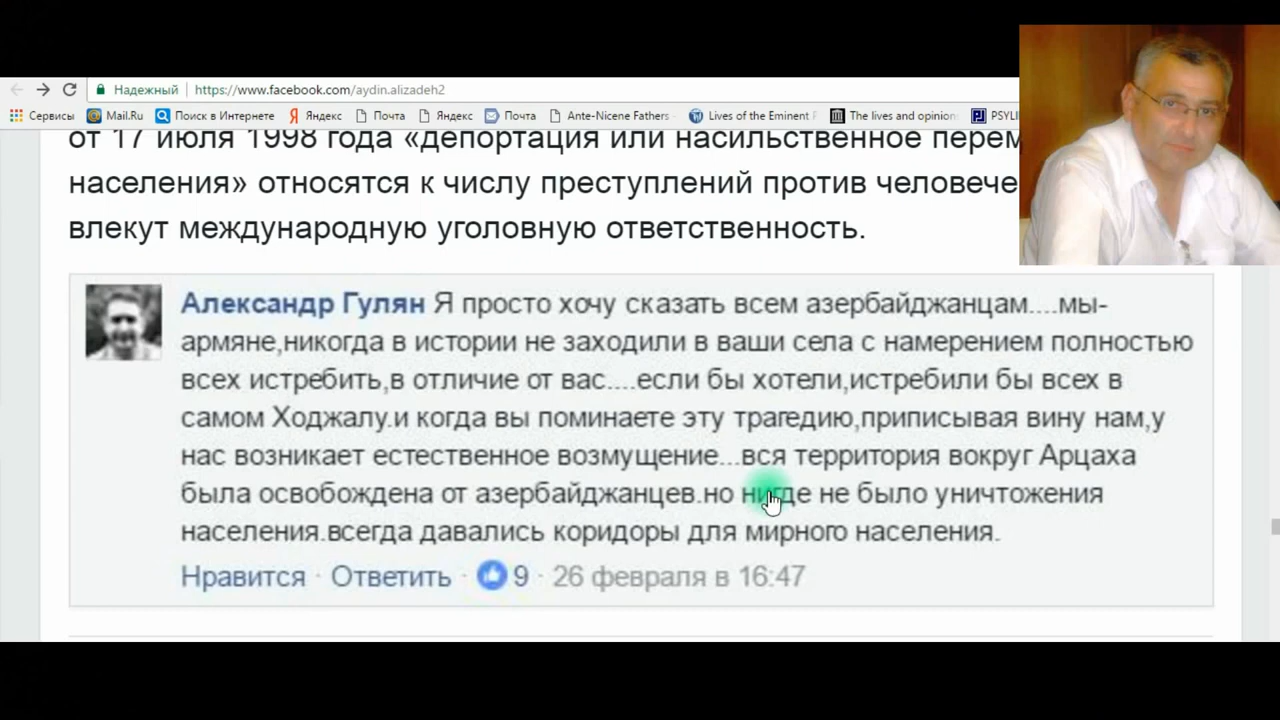 Надежный | https://www.facebook.com/aydin.alizadeh2
Сервисы Mail.Ru Поиск в Интернете Яндекс Почта Яндекс Почта Ante-Nicene Fathers Lives of the Eminent The lives and opinion PSYLI
от 17 июля 1998 года «депортация или насильственное перем
населения» относятся к числу преступлений против человече
влекут международную уголовную ответственность.
Александр Гулян Я просто хочу сказать всем азербайджанцам....мы-
армяне,никогда в истории не заходили в ваши села с намерением полностью
всех истребить,в отличие от вас....если бы хотели,истребили бы всех в
самом Ходжалу.и когда вы поминаете эту трагедию,приписывая вину нам,у
нас возникает естественное возмущение...вся территория вокруг Арцаха
была освобождена от азербайджанцев.но нигде не было уничтожения
населения.всегда давались коридоры для мирного населения.
Нравится · Ответить · 9 · 26 февраля в 16:47